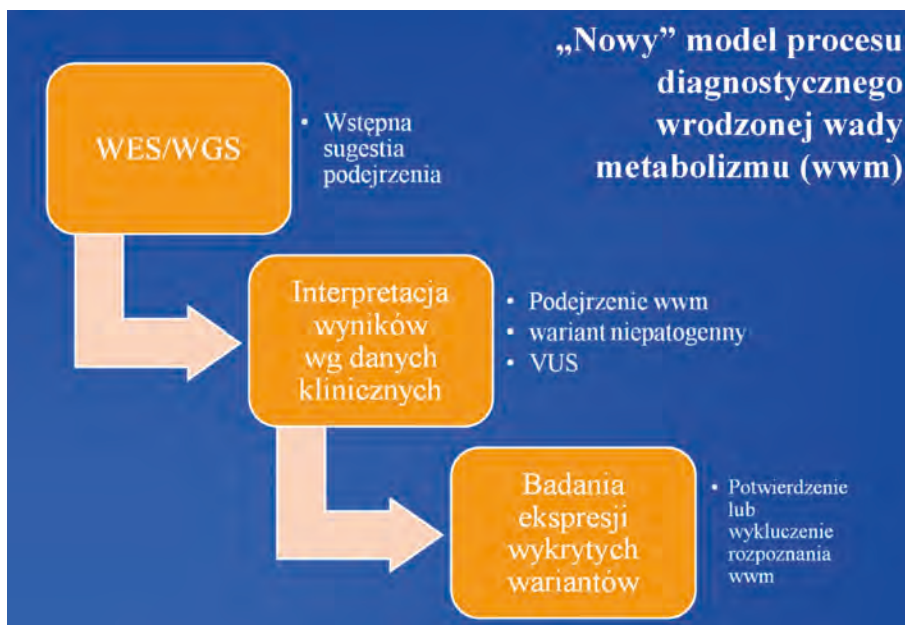 „Nowy” model procesu
diagnostycznego
wrodzonej wady
metabolizmu (wwm)
WES/WGS
• Wstępna
sugestia
podejrzenia
Interpretacja
wyników
wg danych
klinicznych
• Podejrzenie wwm
• wariant niepatogenny
• VUS
Badania
ekspresji
wykrytych
wariantów
• Potwierdzenie
lub
wykluczenie
rozpoznania
wwm